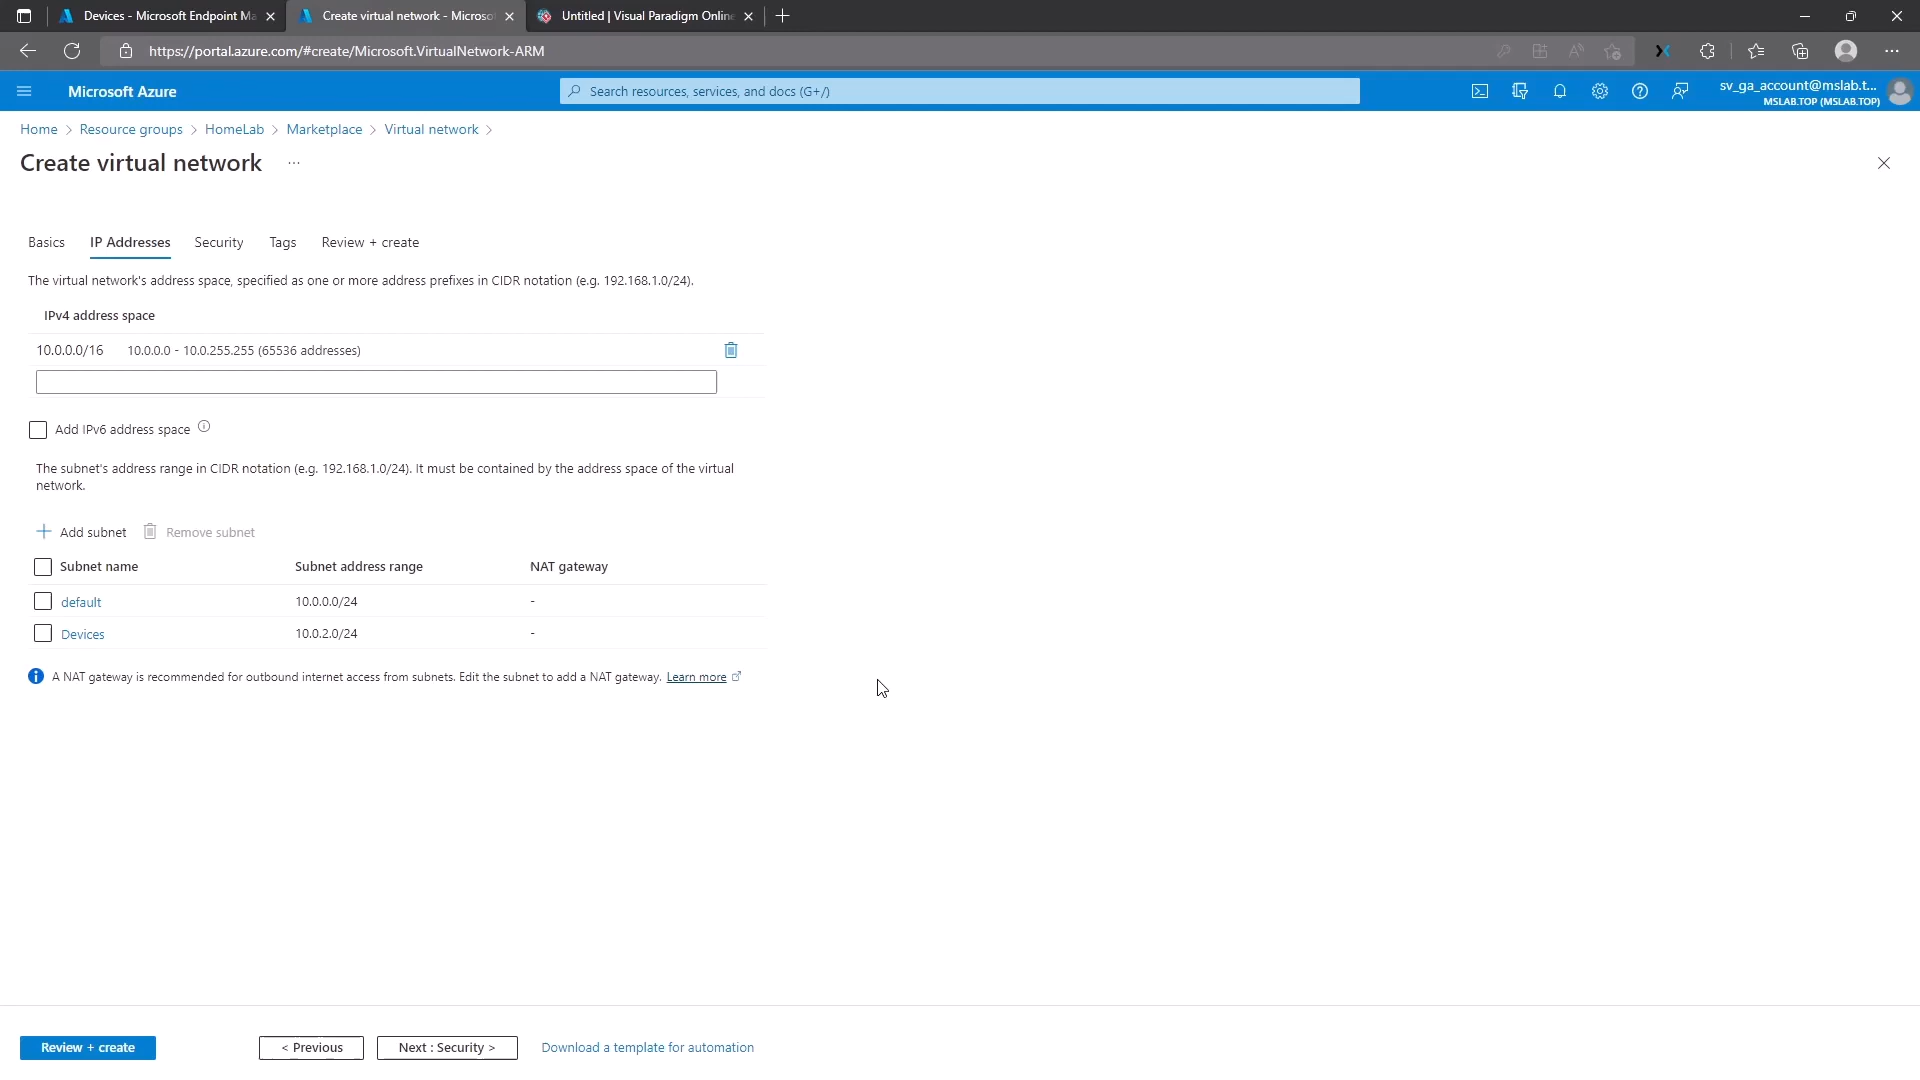 Devices - Microsoft Endpoint Ma
Create virtual network - Microsof
Untitled | Visual Paradigm Online
https://portal.azure.com/#create/Microsoft.VirtualNetwork-ARM
Microsoft Azure
Search resources, services, and docs (G+/)
sv_ga_account@mslab.t...
MSLAB.TOP (MSLAB.TOP)
Home > Resource groups > HomeLab > Marketplace > Virtual network >
Create virtual network ...
Basics IP Addresses Security Tags Review + create
The virtual network's address space, specified as one or more address prefixes in CIDR notation (e.g. 192.168.1.0/24).
IPv4 address space
10.0.0.0/16 10.0.0.0 - 10.0.255.255 (65536 addresses)
Add IPv6 address space
The subnet's address range in CIDR notation (e.g. 192.168.1.0/24). It must be contained by the address space of the virtual
network.
+ Add subnet Remove subnet
Subnet name Subnet address range NAT gateway
default 10.0.0.0/24 -
Devices 10.0.2.0/24 -
A NAT gateway is recommended for outbound internet access from subnets. Edit the subnet to add a NAT gateway. Learn more
Review + create < Previous Next : Security > Download a template for automation